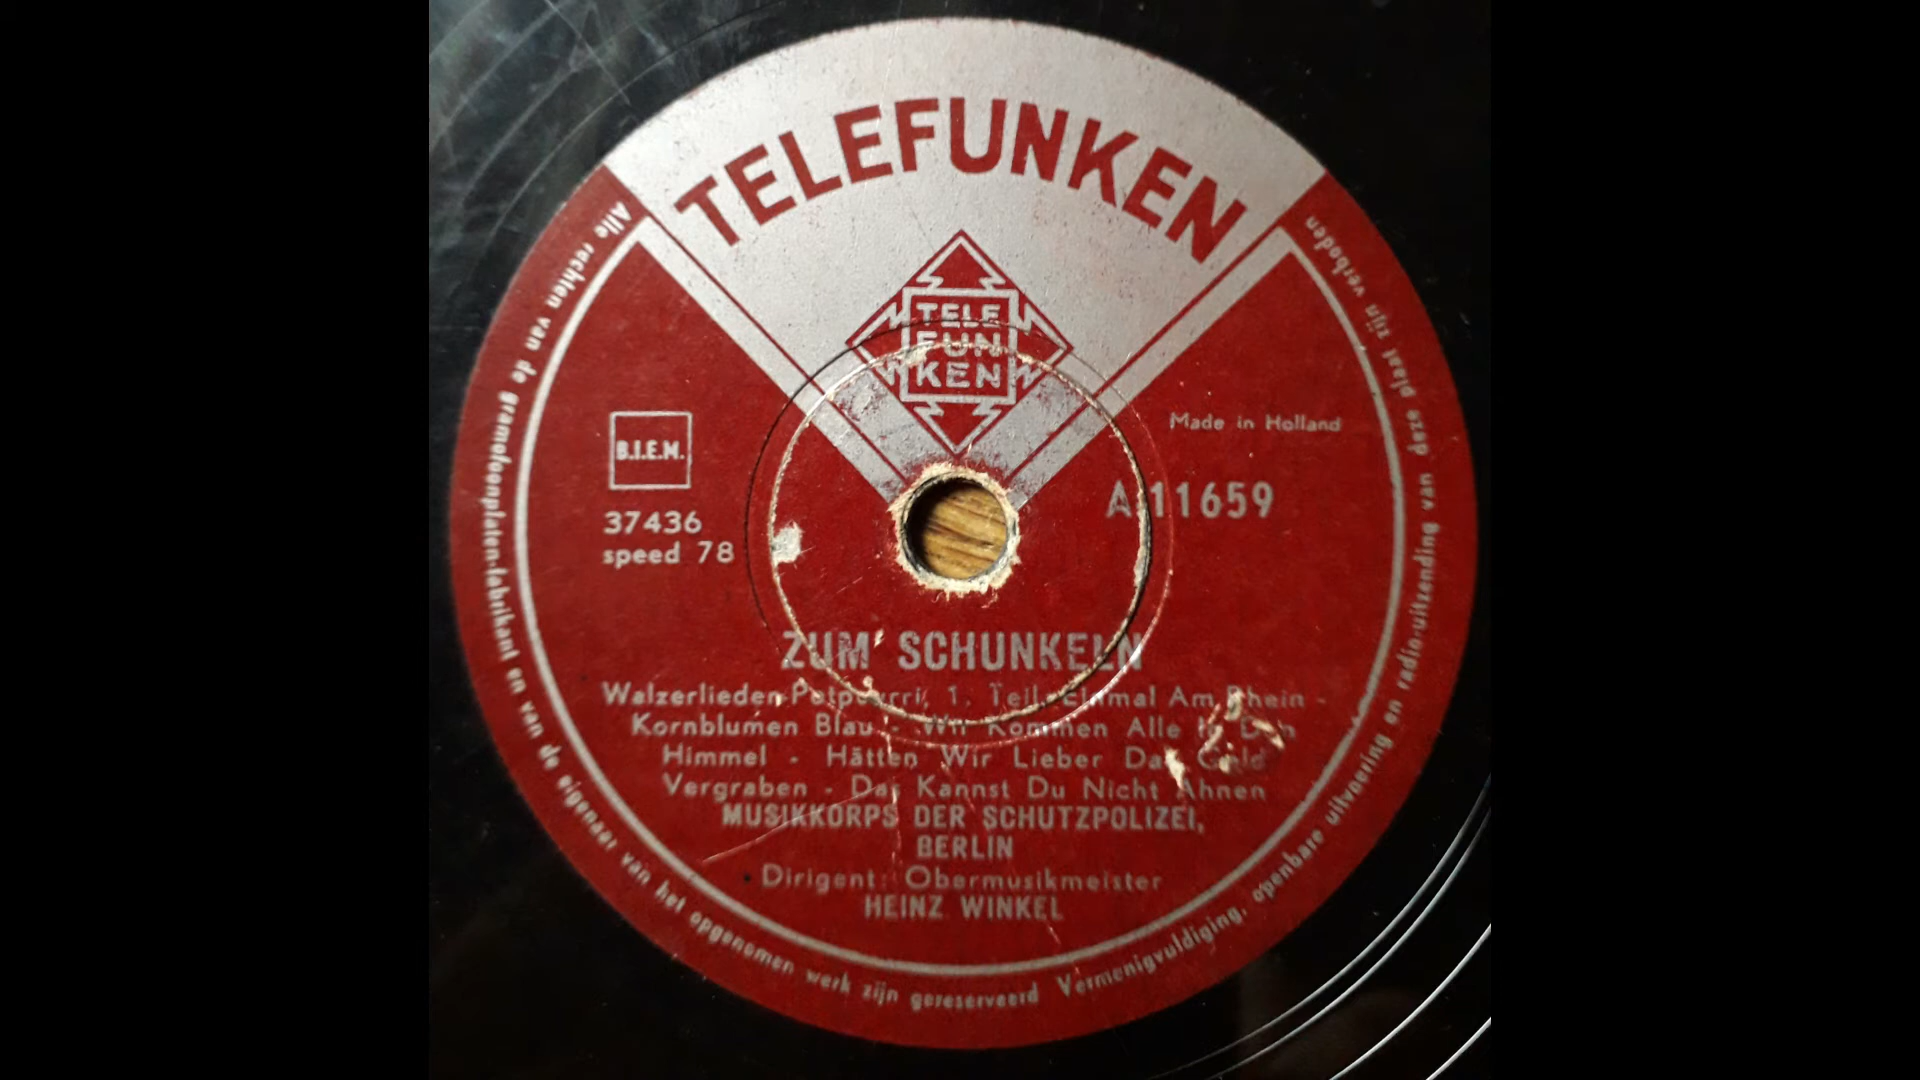 TELEFUNKEN
TELE
FUN
KEN
Made in Holland
B.I.E.M.
A 11659
37436
speed 78
ZUM SCHUNKELN
Walzerlieder-Potpourri, 1. Teil: Einmal Am Rhein -
Kornblumen Blau - Wir Kommen Alle In Den
Himmel - Hätten Wir Lieber Das Geld
Vergraben - Das Kannst Du Nicht Ahnen
MUSIKKORPS DER SCHUTZPOLIZEI,
BERLIN
Dirigent: Obermusikmeister
HEINZ WINKEL
Alle rechten van de gramofoonplaten-fabrikant en van de eigenaar van het opgenomen werk zijn gereserveerd Vermenigvuldiging, openbare uitvoering en radio-uitzending van deze plaat zijn verboden